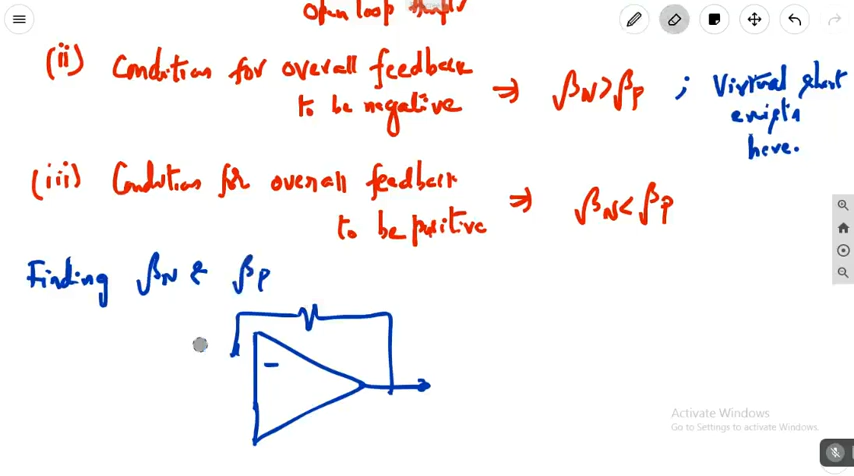 open loop
(ii) Condition for overall feedback
to be negative ⇒ βN > βP ; Virtual short
exists
here.
(iii) Condition for overall feedback
to be positive ⇒ βN < βP
Finding βN & βP
−
Activate Windows
Go to Settings to activate Windows.